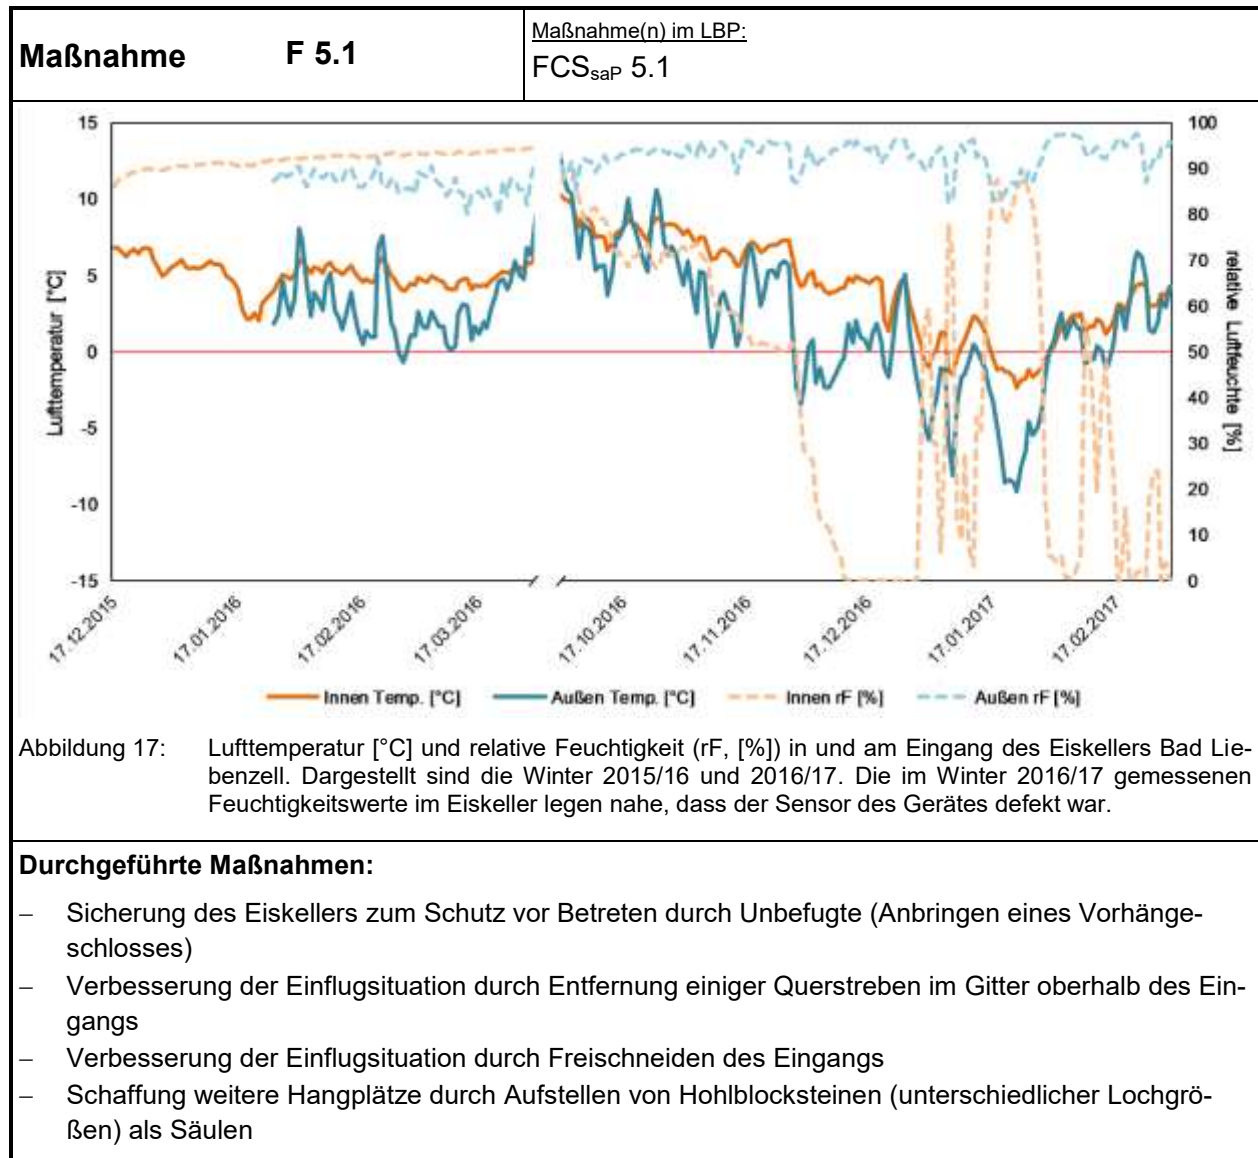 Maßnahme F 5.1
Maßnahme(n) im LBP:
FCSsaP 5.1
15
10
5
0
-5
-10
-15
Lufttemperatur [°C]
100
90
80
70
60
50
40
30
20
10
0
relative Luftfeuchte [%]
17.12.2015
17.01.2016
17.02.2016
17.03.2016
17.10.2016
17.11.2016
17.12.2016
17.01.2017
17.02.2017
Innen Temp. [°C] Außen Temp. [°C] Innen rF [%] Außen rF [%]
Abbildung 17: Lufttemperatur [°C] und relative Feuchtigkeit (rF, [%]) in und am Eingang des Eiskellers Bad Lie-
benzell. Dargestellt sind die Winter 2015/16 und 2016/17. Die im Winter 2016/17 gemessenen
Feuchtigkeitswerte im Eiskeller legen nahe, dass der Sensor des Gerätes defekt war.
Durchgeführte Maßnahmen:
– Sicherung des Eiskellers zum Schutz vor Betreten durch Unbefugte (Anbringen eines Vorhänge-
schlosses)
– Verbesserung der Einflugsituation durch Entfernung einiger Querstreben im Gitter oberhalb des Ein-
gangs
– Verbesserung der Einflugsituation durch Freischneiden des Eingangs
– Schaffung weitere Hangplätze durch Aufstellen von Hohlblocksteinen (unterschiedlicher Lochgrö-
ßen) als Säulen